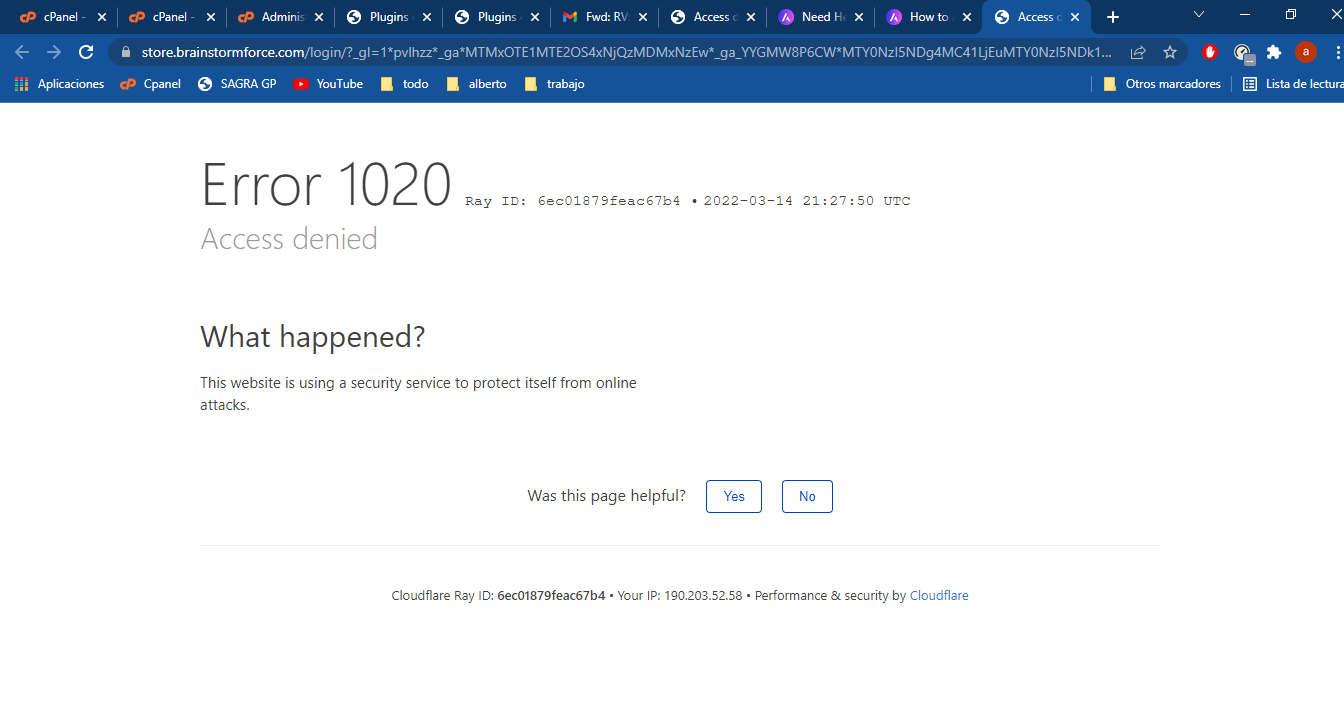 cPanel - cPanel - Adminis Plugins Plugins Fwd: RV: Access d Need He How to Access d
store.brainstormforce.com/login/?_gl=1*pvlhzz*_ga*MTMxOTE1MTE2OS4xNjQzMDMxNzEw*_ga_YYGMW8P6CW*MTY0NzI5NDg4MC41LjEuMTY0NzI5NDk1... a
Aplicaciones Cpanel SAGRA GP YouTube todo alberto trabajo Otros marcadores Lista de lectura
Error 1020 Ray ID: 6ec01879feac67b4 • 2022-03-14 21:27:50 UTC
Access denied
What happened?
This website is using a security service to protect itself from online
attacks.
Was this page helpful? Yes No
Cloudflare Ray ID: 6ec01879feac67b4 • Your IP: 190.203.52.58 • Performance & security by Cloudflare